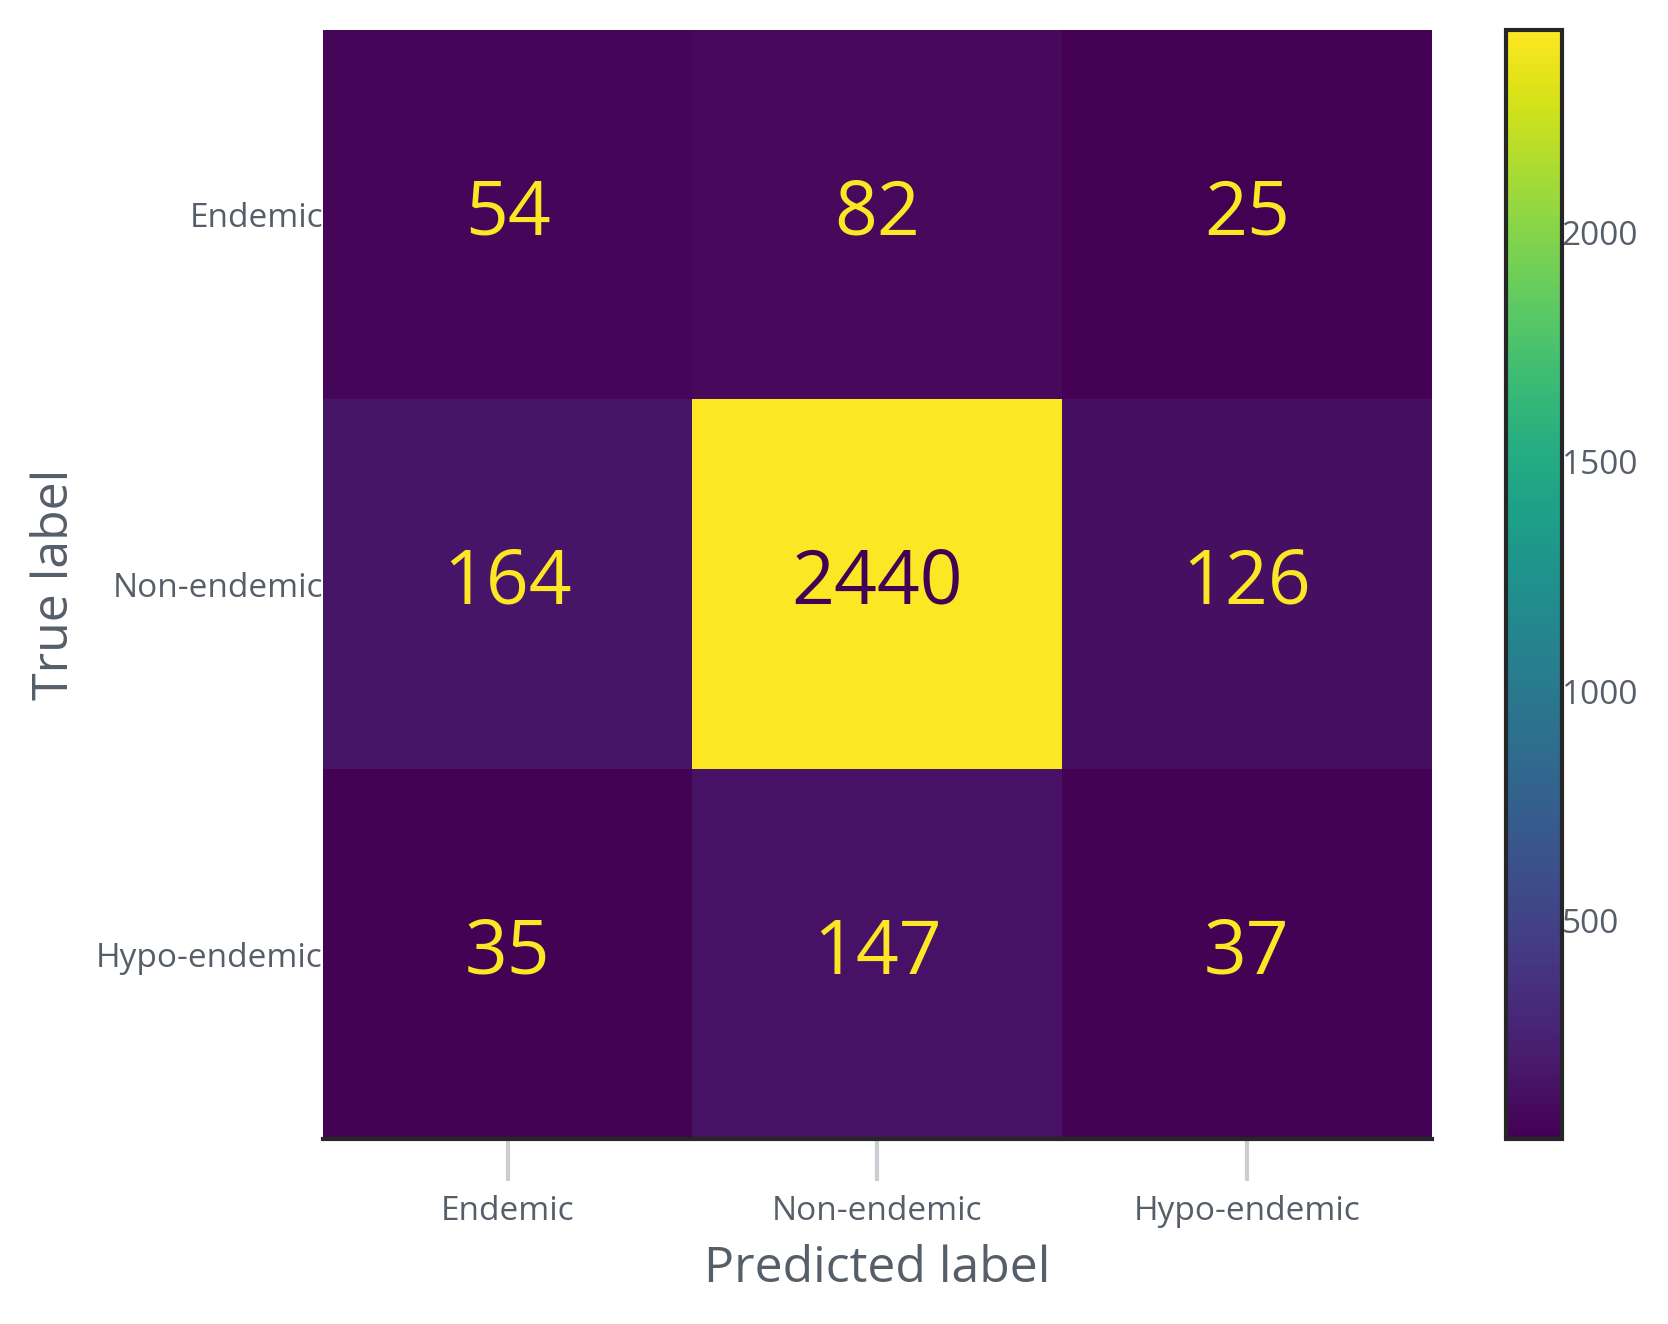 Endemic 54 82 25
Non-endemic 164 2440 126
Hypo-endemic 35 147 37
Endemic Non-endemic Hypo-endemic
Predicted label
True label
2000
1500
1000
500